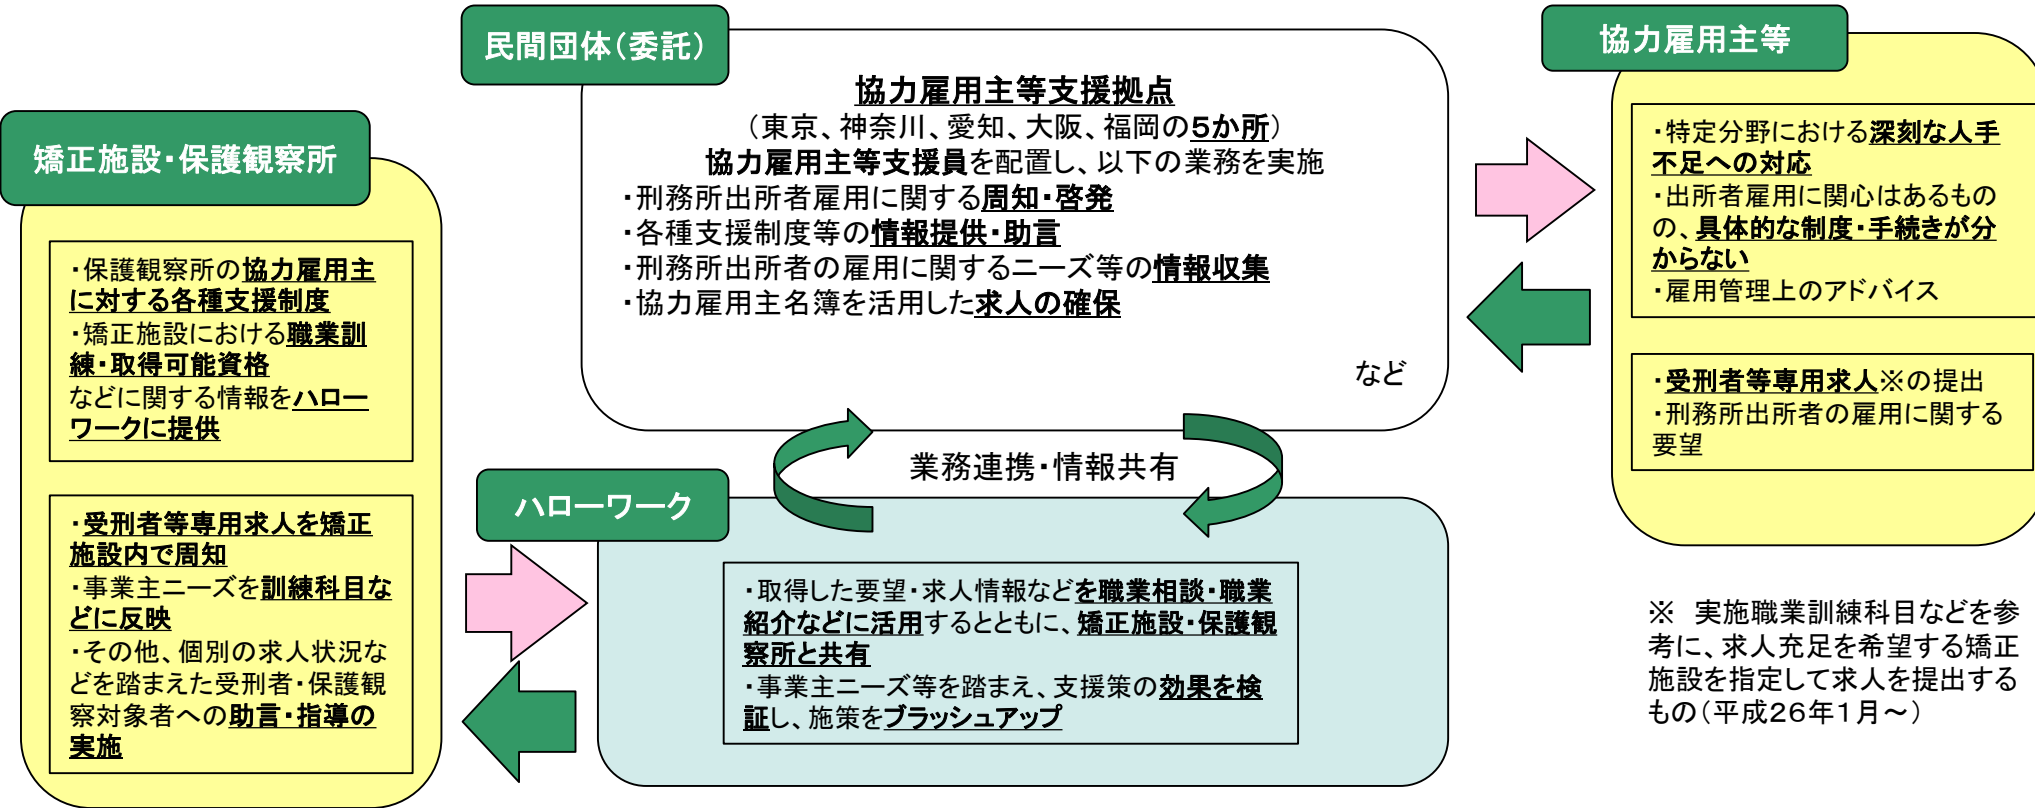 民間団体(委託)
協力雇用主等支援拠点
(東京、神奈川、愛知、大阪、福岡の5か所)
協力雇用主等支援員を配置し、以下の業務を実施
・刑務所出所者雇用に関する周知・啓発
・各種支援制度等の情報提供・助言
・刑務所出所者の雇用に関するニーズ等の情報収集
・協力雇用主名簿を活用した求人の確保
など
協力雇用主等
・特定分野における深刻な人手
不足への対応
・出所者雇用に関心はあるもの
の、具体的な制度・手続きが分
からない
・雇用管理上のアドバイス
・受刑者等専用求人※の提出
・刑務所出所者の雇用に関する
要望
※ 実施職業訓練科目などを参
考に、求人充足を希望する矯正
施設を指定して求人を提出する
もの(平成26年1月~)
矯正施設・保護観察所
・保護観察所の協力雇用主
に対する各種支援制度
・矯正施設における職業訓
練・取得可能資格
などに関する情報をハロー
ワークに提供
・受刑者等専用求人を矯正
施設内で周知
・事業主ニーズを訓練科目な
どに反映
・その他、個別の求人状況な
どを踏まえた受刑者・保護観
察対象者への助言・指導の
実施
業務連携・情報共有
ハローワーク
・取得した要望・求人情報などを職業相談・職業
紹介などに活用するとともに、矯正施設・保護観
察所と共有
・事業主ニーズ等を踏まえ、支援策の効果を検
証し、施策をブラッシュアップ